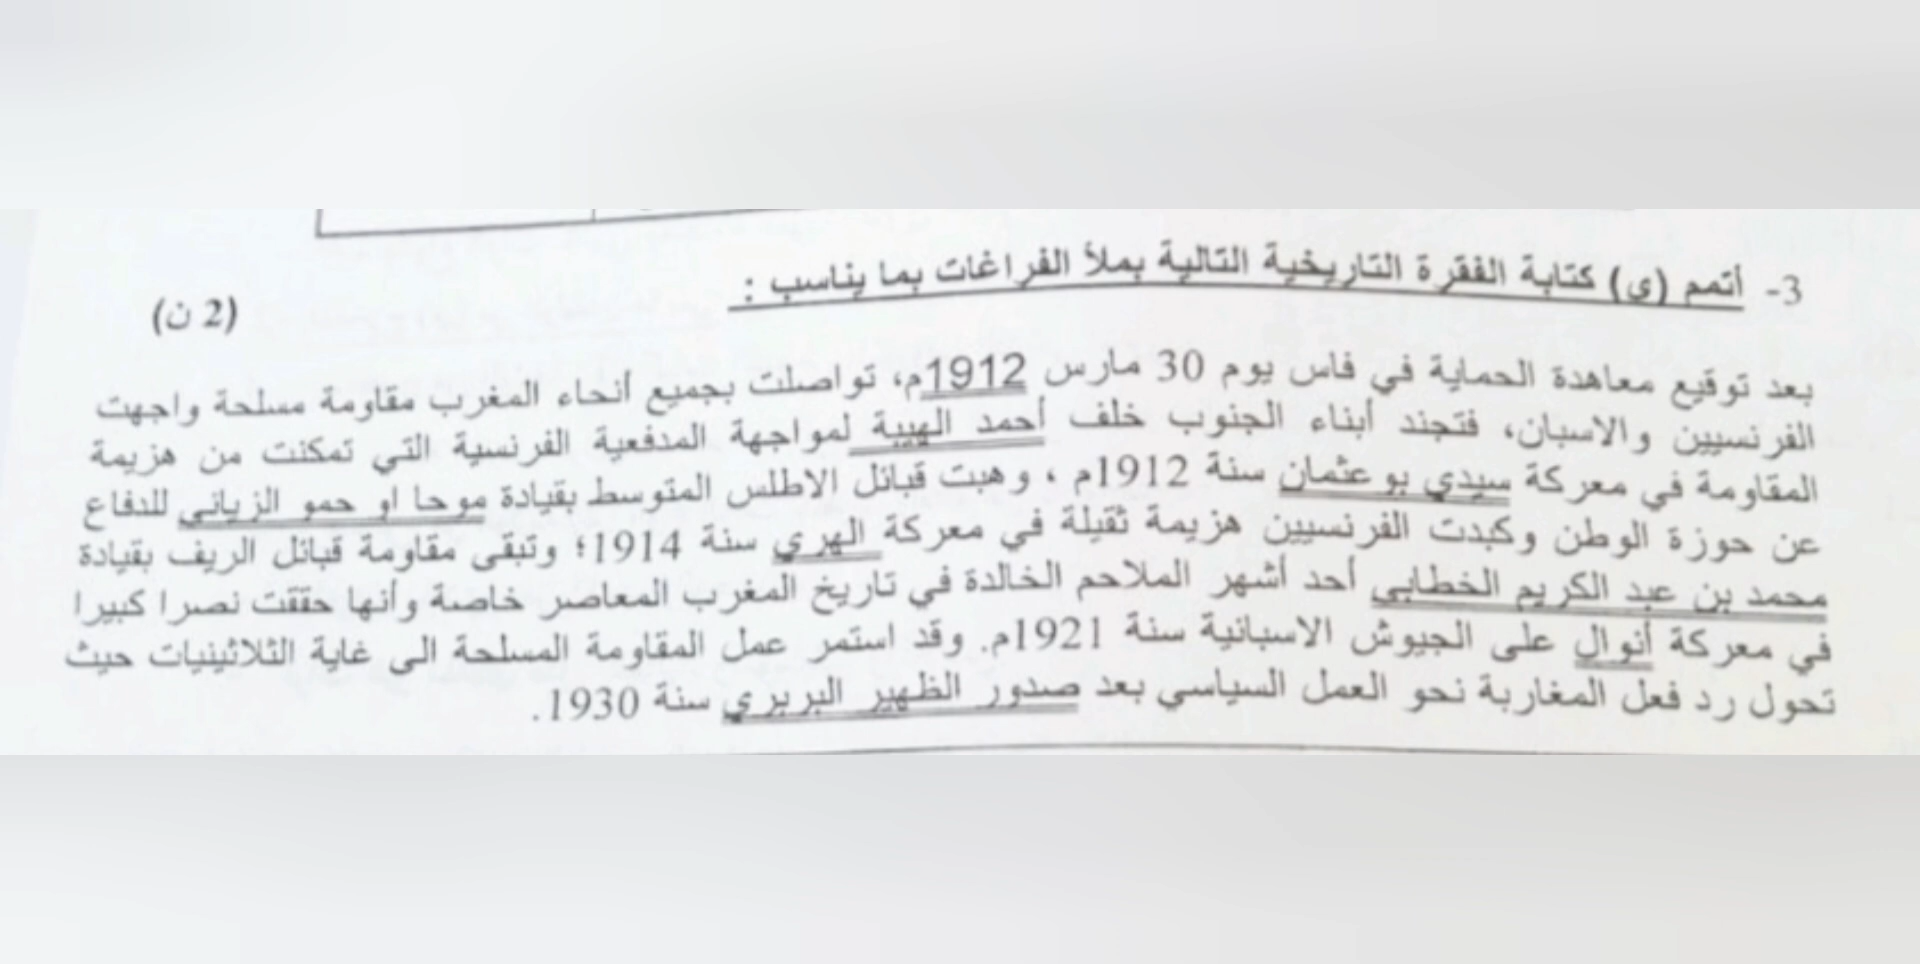 3- أتمم (ي) كتابة الفقرة التاريخية التالية بملأ الفراغات بما يناسب :
(2 ن)
بعد توقيع معاهدة الحماية في فاس يوم 30 مارس 1912م، تواصلت بجميع أنحاء المغرب مقاومة مسلحة واجهت
الفرنسيين والاسبان، فتجند أبناء الجنوب خلف أحمد الهيبة لمواجهة المدفعية الفرنسية التي تمكنت من هزيمة
المقاومة في معركة سيدي بو عثمان سنة 1912م ، وهبت قبائل الاطلس المتوسط بقيادة موحا او حمو الزياني للدفاع
عن حوزة الوطن وكبدت الفرنسيين هزيمة ثقيلة في معركة الهري سنة 1914؛ وتبقى مقاومة قبائل الريف بقيادة
محمد بن عبد الكريم الخطابي أحد أشهر الملاحم الخالدة في تاريخ المغرب المعاصر خاصة وأنها حققت نصرا كبيرا
في معركة أنوال على الجيوش الاسبانية سنة 1921م. وقد استمر عمل المقاومة المسلحة الى غاية الثلاثينيات حيث
تحول رد فعل المغاربة نحو العمل السياسي بعد صدور الظهير البربري سنة 1930.